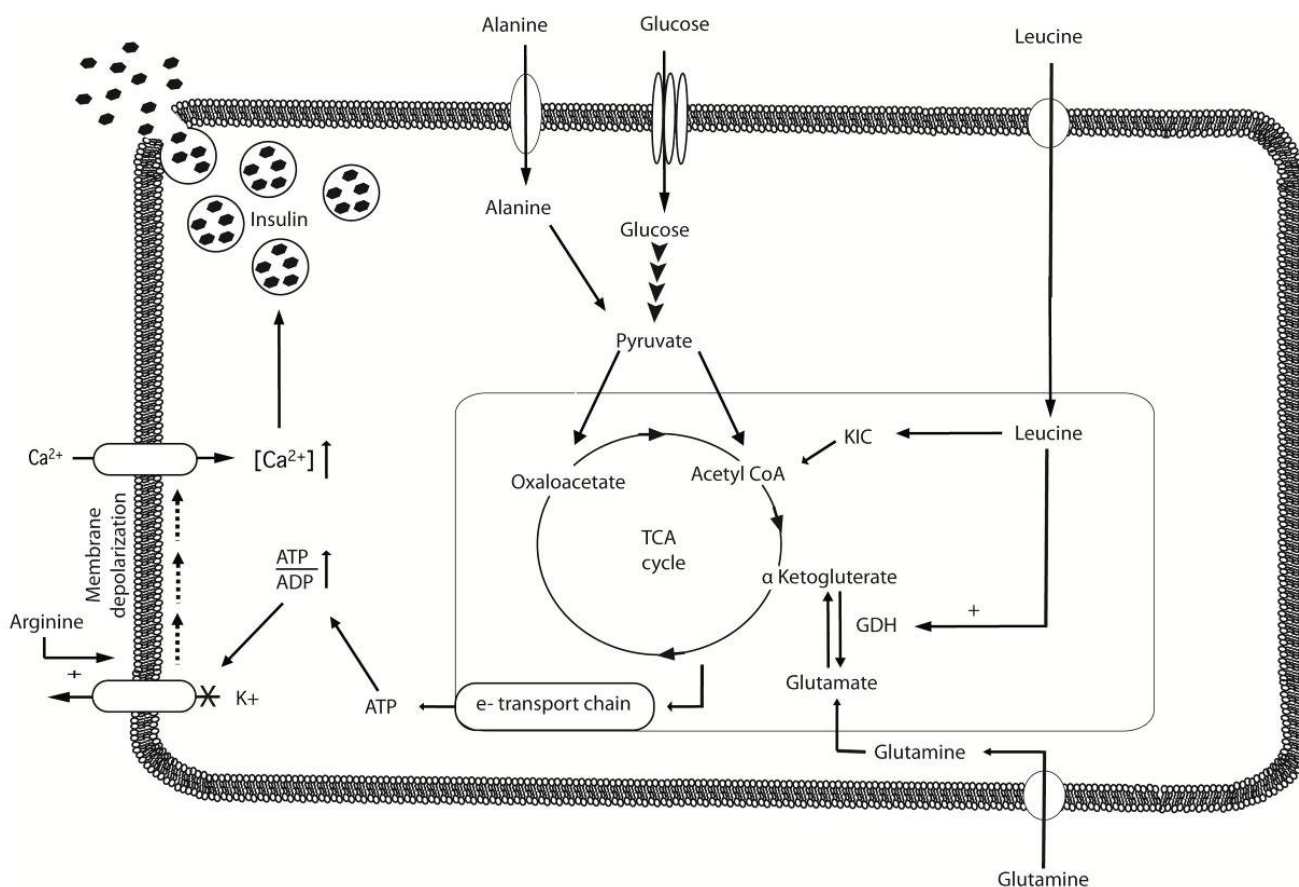 Alanine
Glucose
Leucine
Alanine
Glucose
Insulin
Pyruvate
Ca²⁺
[Ca²⁺]
KIC
Leucine
Oxaloacetate
Acetyl CoA
Membrane
depolarization
TCA
cycle
ATP
ADP
α Ketogluterate
Arginine
+
GDH
+
K+
Glutamate
ATP
e- transport chain
Glutamine
Glutamine